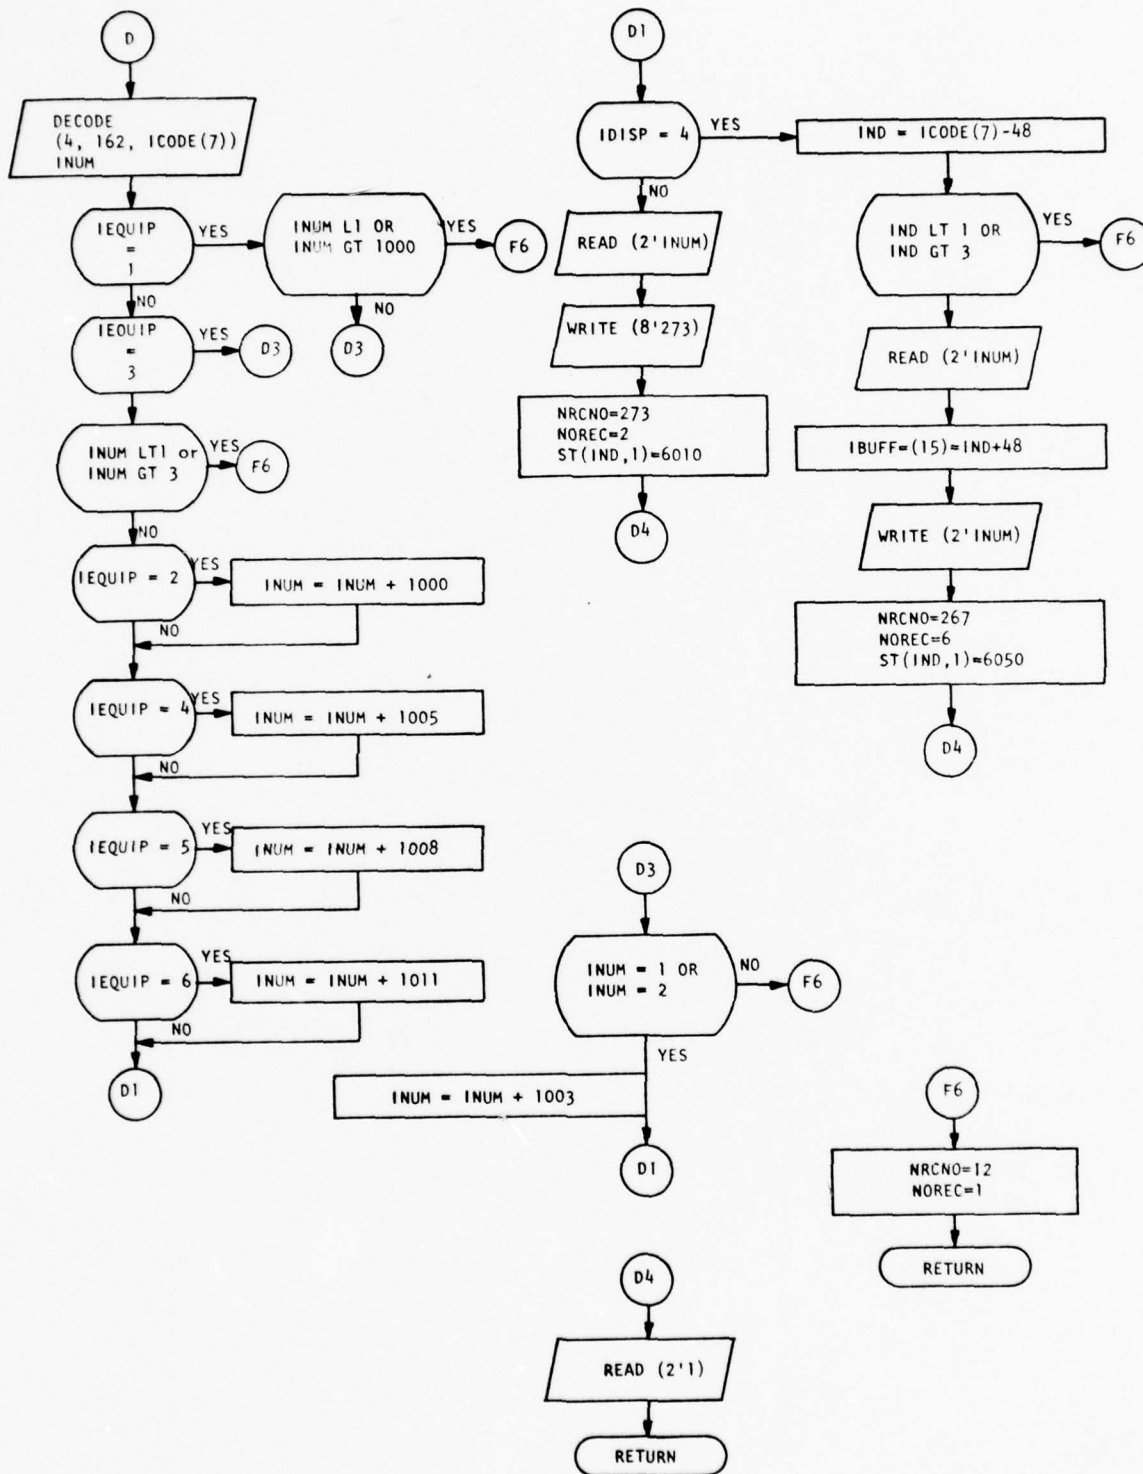 D
DECODE
(4, 162, ICODE(7))
INUM
IEQUIP
=
1
YES
INUM L1 OR
INUM GT 1000
YES
F6
NO
NO
D3
IEQUIP
=
3
YES
D3
INUM LT1 or
INUM GT 3
YES
F6
NO
IEQUIP = 2
YES
INUM = INUM + 1000
NO
IEQUIP = 4
YES
INUM = INUM + 1005
NO
IEQUIP = 5
YES
INUM = INUM + 1008
NO
IEQUIP = 6
YES
INUM = INUM + 1011
NO
D1
D1
IDISP = 4
YES
NO
READ (2'INUM)
WRITE (8'273)
NRCNO=273
NOREC=2
ST(IND,1)=6010
D4
IND = ICODE(7)-48
IND LT 1 OR
IND GT 3
YES
F6
READ (2'INUM)
IBUFF=(15)=IND+48
WRITE (2'INUM)
NRCNO=267
NOREC=6
ST(IND,1)=6050
D4
D3
INUM = 1 OR
INUM = 2
NO
F6
YES
INUM = INUM + 1003
D1
F6
NRCNO=12
NOREC=1
RETURN
D4
READ (2'1)
RETURN